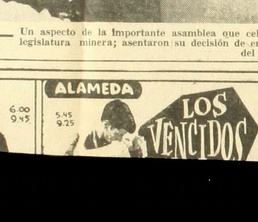 Un aspecto de la importante asamblea que cel
legislatura minera; asentaron su decisión de en
del
ALAMEDA
6.00
9.45
5.45
9.25
LOS
VENCIDOS